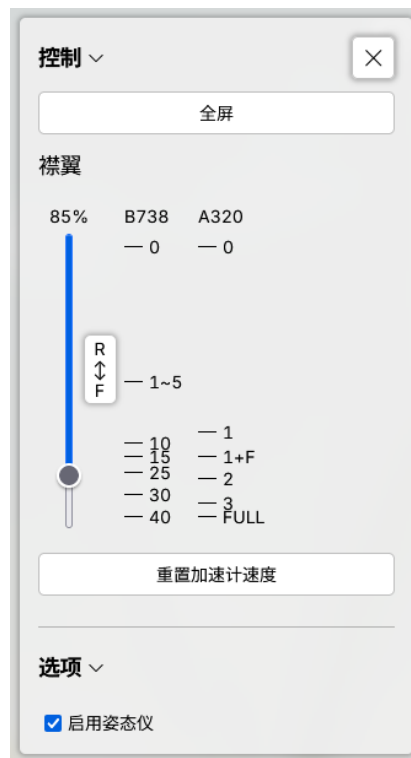 控制
全屏
襟翼
85% B738 A320
0 0
R
F
1~5
1
10
15 1+F
25 2
30 3
40 FULL
重置加速计速度
选项
启用姿态仪